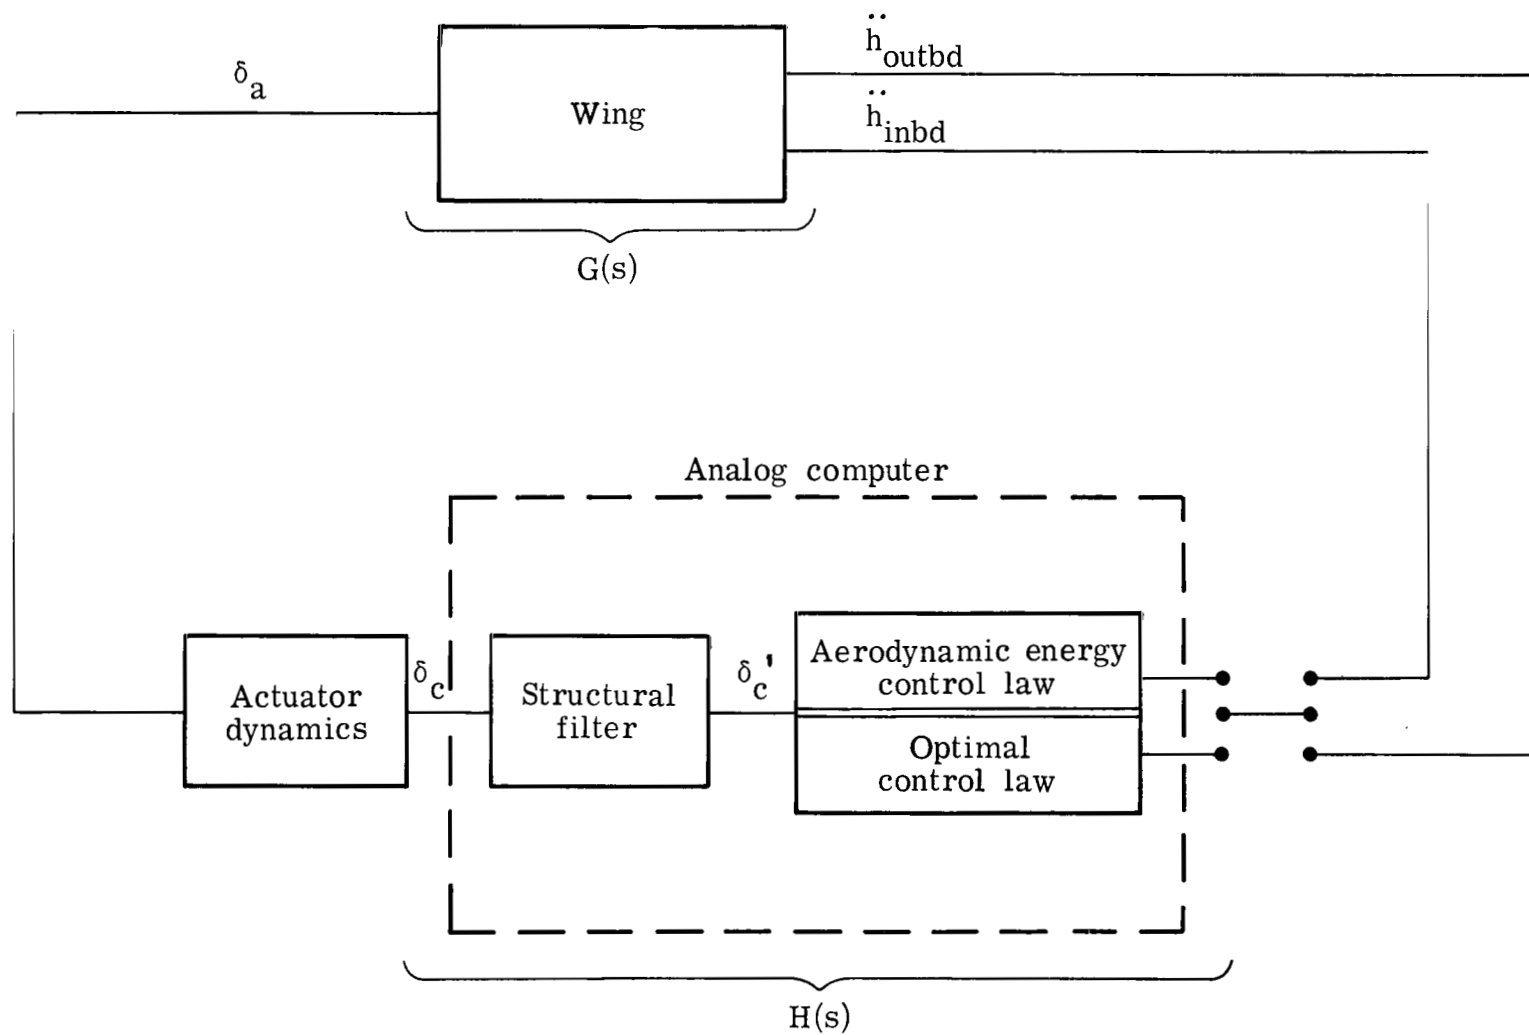 δa
Wing
ḧoutbd
ḧinbd
G(s)
Analog computer
Actuator
dynamics
δc
Structural
filter
δc'
Aerodynamic energy
control law
Optimal
control law
H(s)